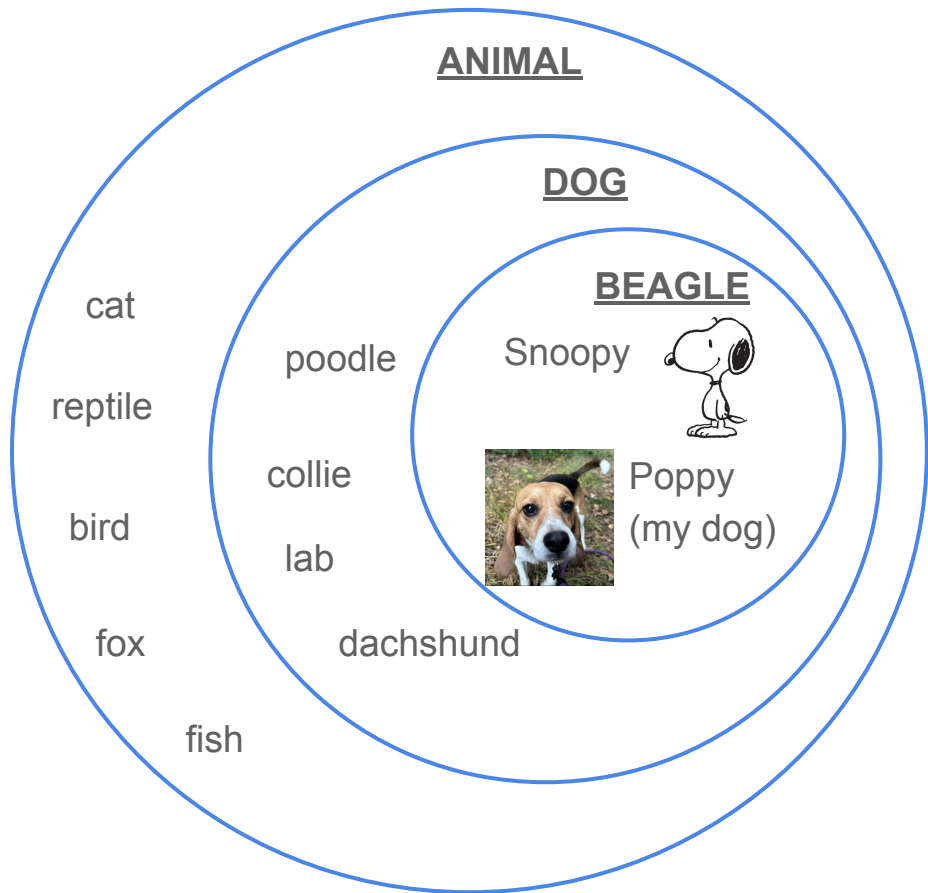 ANIMAL
DOG
BEAGLE
cat
poodle
Snoopy
reptile
collie
Poppy
(my dog)
bird
lab
fox
dachshund
fish